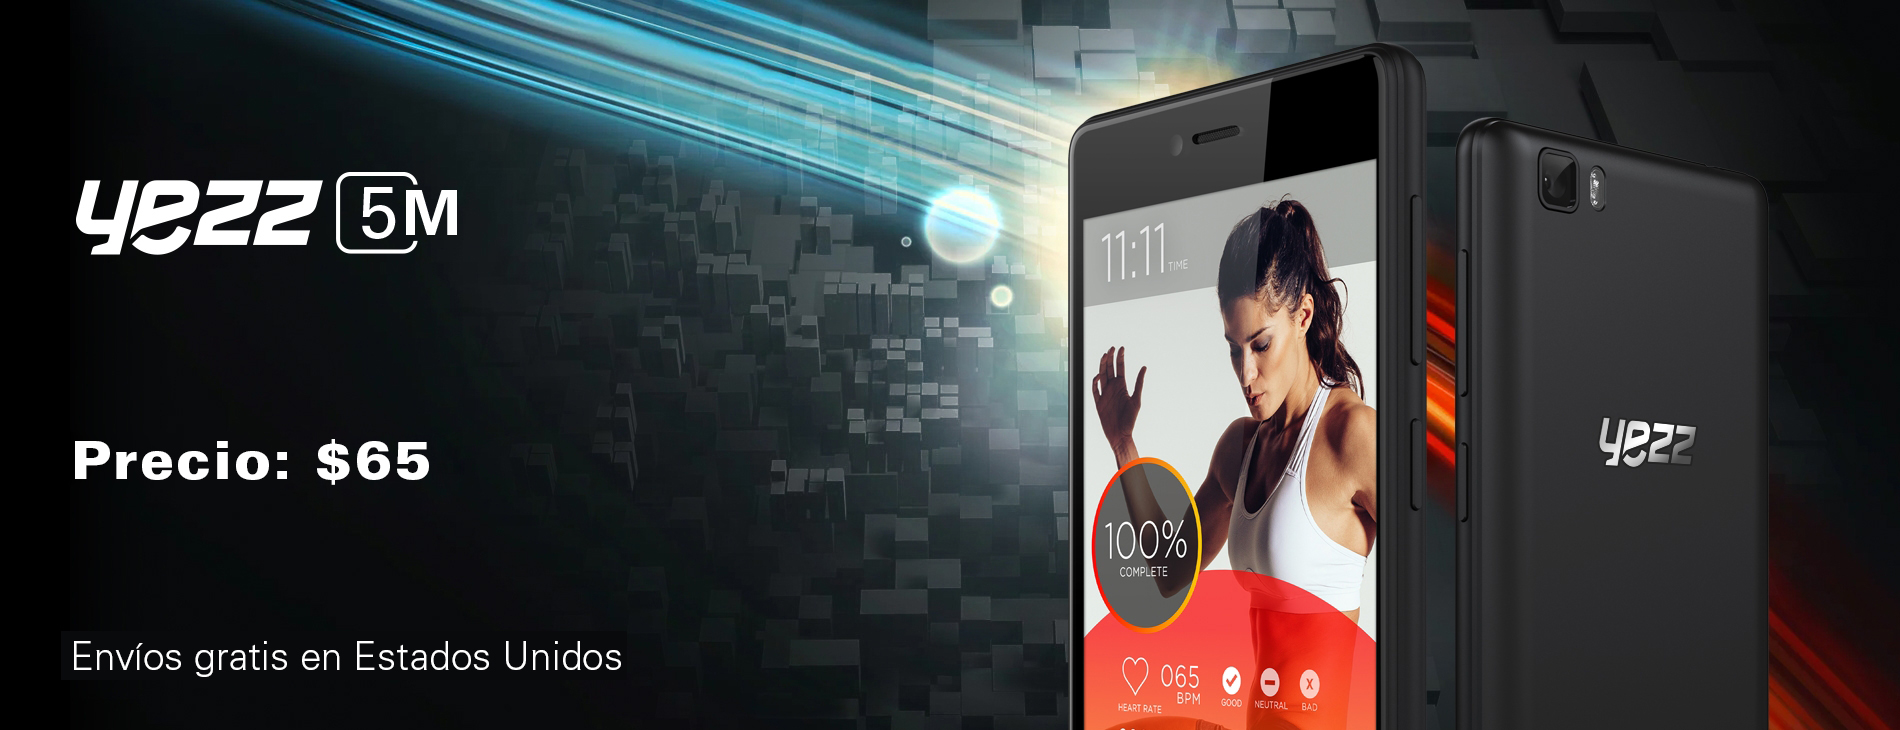 yezz 5M
Precio: $65
Envíos gratis en Estados Unidos
11:11 TIME
100%
COMPLETE
065
BPM
HEART RATE
GOOD
NEUTRAL
X
BAD
yezz